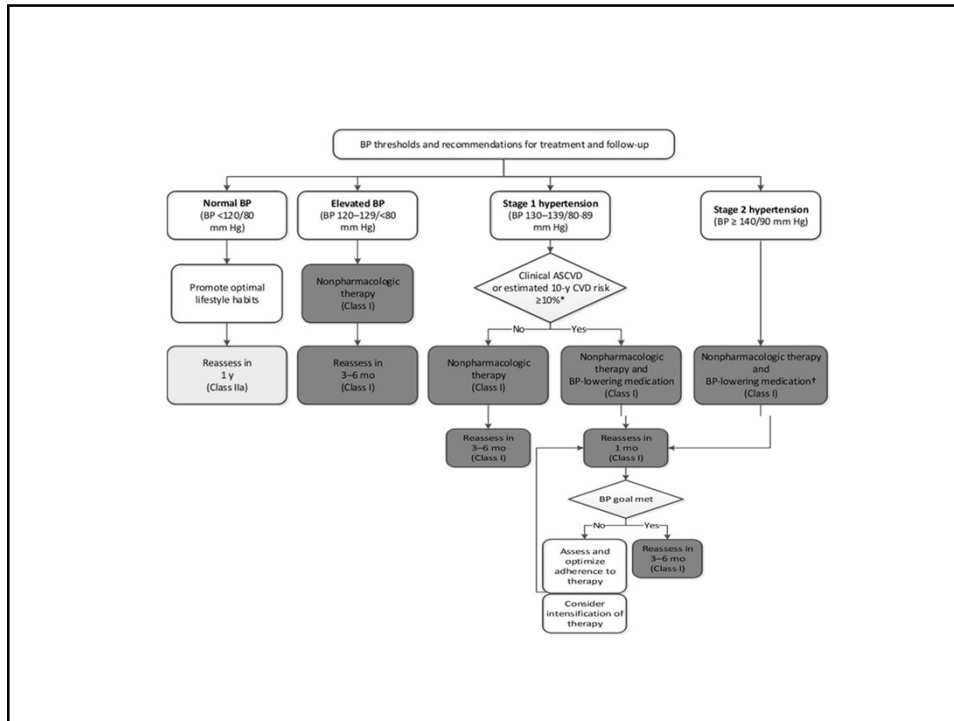 BP thresholds and recommendations for treatment and follow-up
Normal BP
(BP <120/80
mm Hg)
Elevated BP
(BP 120–129/<80
mm Hg)
Stage 1 hypertension
(BP 130–139/80-89
mm Hg)
Stage 2 hypertension
(BP ≥ 140/90 mm Hg)
Promote optimal
lifestyle habits
Nonpharmacologic
therapy
(Class I)
Clinical ASCVD
or estimated 10-y CVD risk
≥10%*
No
Yes
Reassess in
1 y
(Class IIa)
Reassess in
3–6 mo
(Class I)
Nonpharmacologic
therapy
(Class I)
Nonpharmacologic
therapy and
BP-lowering medication
(Class I)
Nonpharmacologic therapy
and
BP-lowering medication†
(Class I)
Reassess in
3–6 mo
(Class I)
Reassess in
1 mo
(Class I)
BP goal met
No
Yes
Assess and
optimize
adherence to
therapy
Reassess in
3–6 mo
(Class I)
Consider
intensification of
therapy